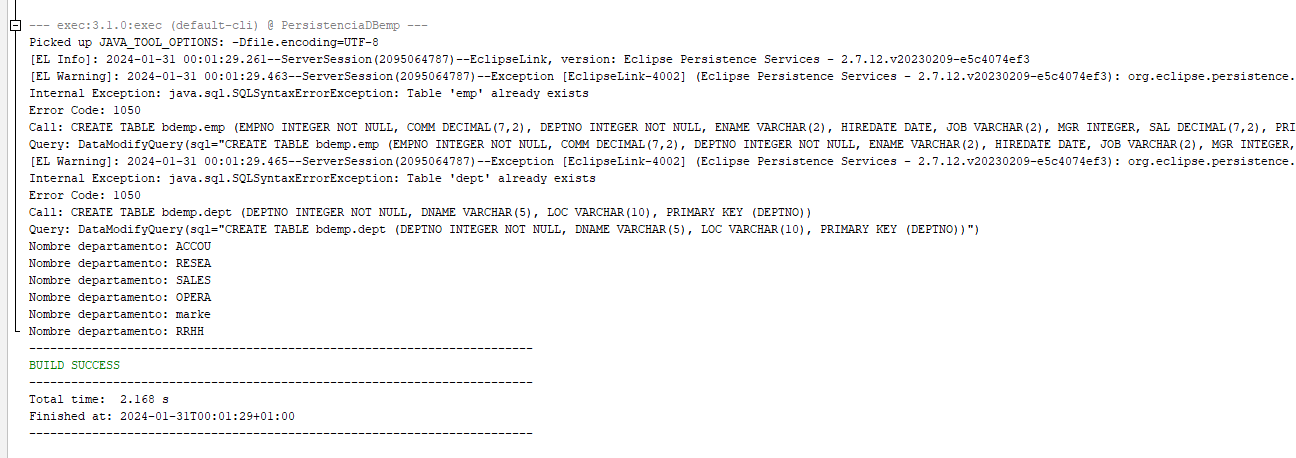 --- exec:3.1.0:exec (default-cli) @ PersistenciaDBemp ---
Picked up JAVA_TOOL_OPTIONS: -Dfile.encoding=UTF-8
[EL Info]: 2024-01-31 00:01:29.261--ServerSession(2095064787)--EclipseLink, version: Eclipse Persistence Services - 2.7.12.v20230209-e5c4074ef3
[EL Warning]: 2024-01-31 00:01:29.463--ServerSession(2095064787)--Exception [EclipseLink-4002] (Eclipse Persistence Services - 2.7.12.v20230209-e5c4074ef3): org.eclipse.persistence.
Internal Exception: java.sql.SQLSyntaxErrorException: Table 'emp' already exists
Error Code: 1050
Call: CREATE TABLE bdemp.emp (EMPNO INTEGER NOT NULL, COMM DECIMAL(7,2), DEPTNO INTEGER NOT NULL, ENAME VARCHAR(2), HIREDATE DATE, JOB VARCHAR(2), MGR INTEGER, SAL DECIMAL(7,2), PRI
Query: DataModifyQuery(sql="CREATE TABLE bdemp.emp (EMPNO INTEGER NOT NULL, COMM DECIMAL(7,2), DEPTNO INTEGER NOT NULL, ENAME VARCHAR(2), HIREDATE DATE, JOB VARCHAR(2), MGR INTEGER,
[EL Warning]: 2024-01-31 00:01:29.465--ServerSession(2095064787)--Exception [EclipseLink-4002] (Eclipse Persistence Services - 2.7.12.v20230209-e5c4074ef3): org.eclipse.persistence.
Internal Exception: java.sql.SQLSyntaxErrorException: Table 'dept' already exists
Error Code: 1050
Call: CREATE TABLE bdemp.dept (DEPTNO INTEGER NOT NULL, DNAME VARCHAR(5), LOC VARCHAR(10), PRIMARY KEY (DEPTNO))
Query: DataModifyQuery(sql="CREATE TABLE bdemp.dept (DEPTNO INTEGER NOT NULL, DNAME VARCHAR(5), LOC VARCHAR(10), PRIMARY KEY (DEPTNO))")
Nombre departamento: ACCOU
Nombre departamento: RESEA
Nombre departamento: SALES
Nombre departamento: OPERA
Nombre departamento: marke
Nombre departamento: RRHH
------------------------------------------------------------------------
BUILD SUCCESS
------------------------------------------------------------------------
Total time:  2.168 s
Finished at: 2024-01-31T00:01:29+01:00
------------------------------------------------------------------------